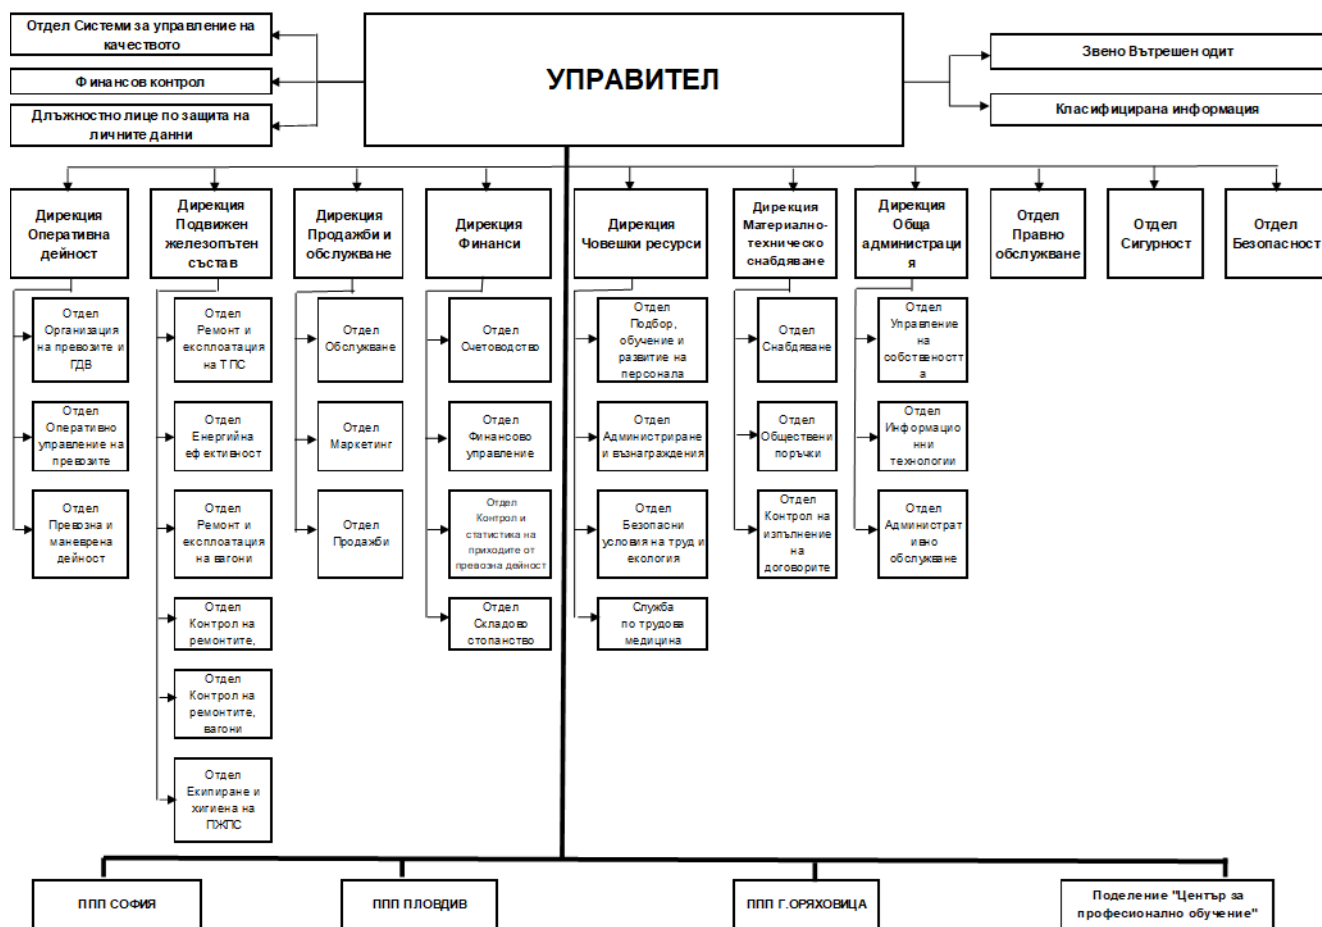 Отдел Системи за управление на
качеството
Финансов контрол
Длъжностно лице по защита на
личните данни
УПРАВИТЕЛ
Звено Вътрешен одит
Класифицирана информация
Дирекция
Оперативна
дейност
Дирекция
Подвижен
железопътен
състав
Дирекция
Продажби и
обслужване
Дирекция
Финанси
Дирекция
Човешки ресурси
Дирекция
Материално-
техническо
снабдяване
Дирекция
Обща
администраци
я
Отдел
Правно
обслужване
Отдел
Сигурност
Отдел
Безопасност
Отдел
Организация
на превозите и
ГДВ
Отдел
Оперативно
управление на
превозите
Отдел
Превозна и
маневрена
дейност
Отдел
Ремонт и
експлоатация
на ТПС
Отдел
Енергийна
ефективност
Отдел
Ремонт и
експлоатация
на вагони
Отдел
Контрол на
ремонтите,
Отдел
Контрол на
ремонтите,
вагони
Отдел
Екипиране и
хигиена на
ПЖПС
Отдел
Обслужване
Отдел
Маркетинг
Отдел
Продажби
Отдел
Счетоводство
Отдел
Финансово
управление
Отдел
Контрол и
статистика на
приходите от
превозна дейност
Отдел
Складово
стопанство
Отдел
Подбор,
обучение и
развитие на
персонала
Отдел
Администриране
и възнаграждения
Отдел
Безопасни
условия на труд и
екология
Служба
по трудова
медицина
Отдел
Снабдяване
Отдел
Обществени
поръчки
Отдел
Контрол на
изпълнение
на
договорите
Отдел
Управление
на
собствеността
Отдел
Информацио
нни
технологии
Отдел
Административно
обслужване
ППП СОФИЯ
ППП ПЛОВДИВ
ППП Г.ОРЯХОВИЦА
Поделение "Център за
професионално обучение"